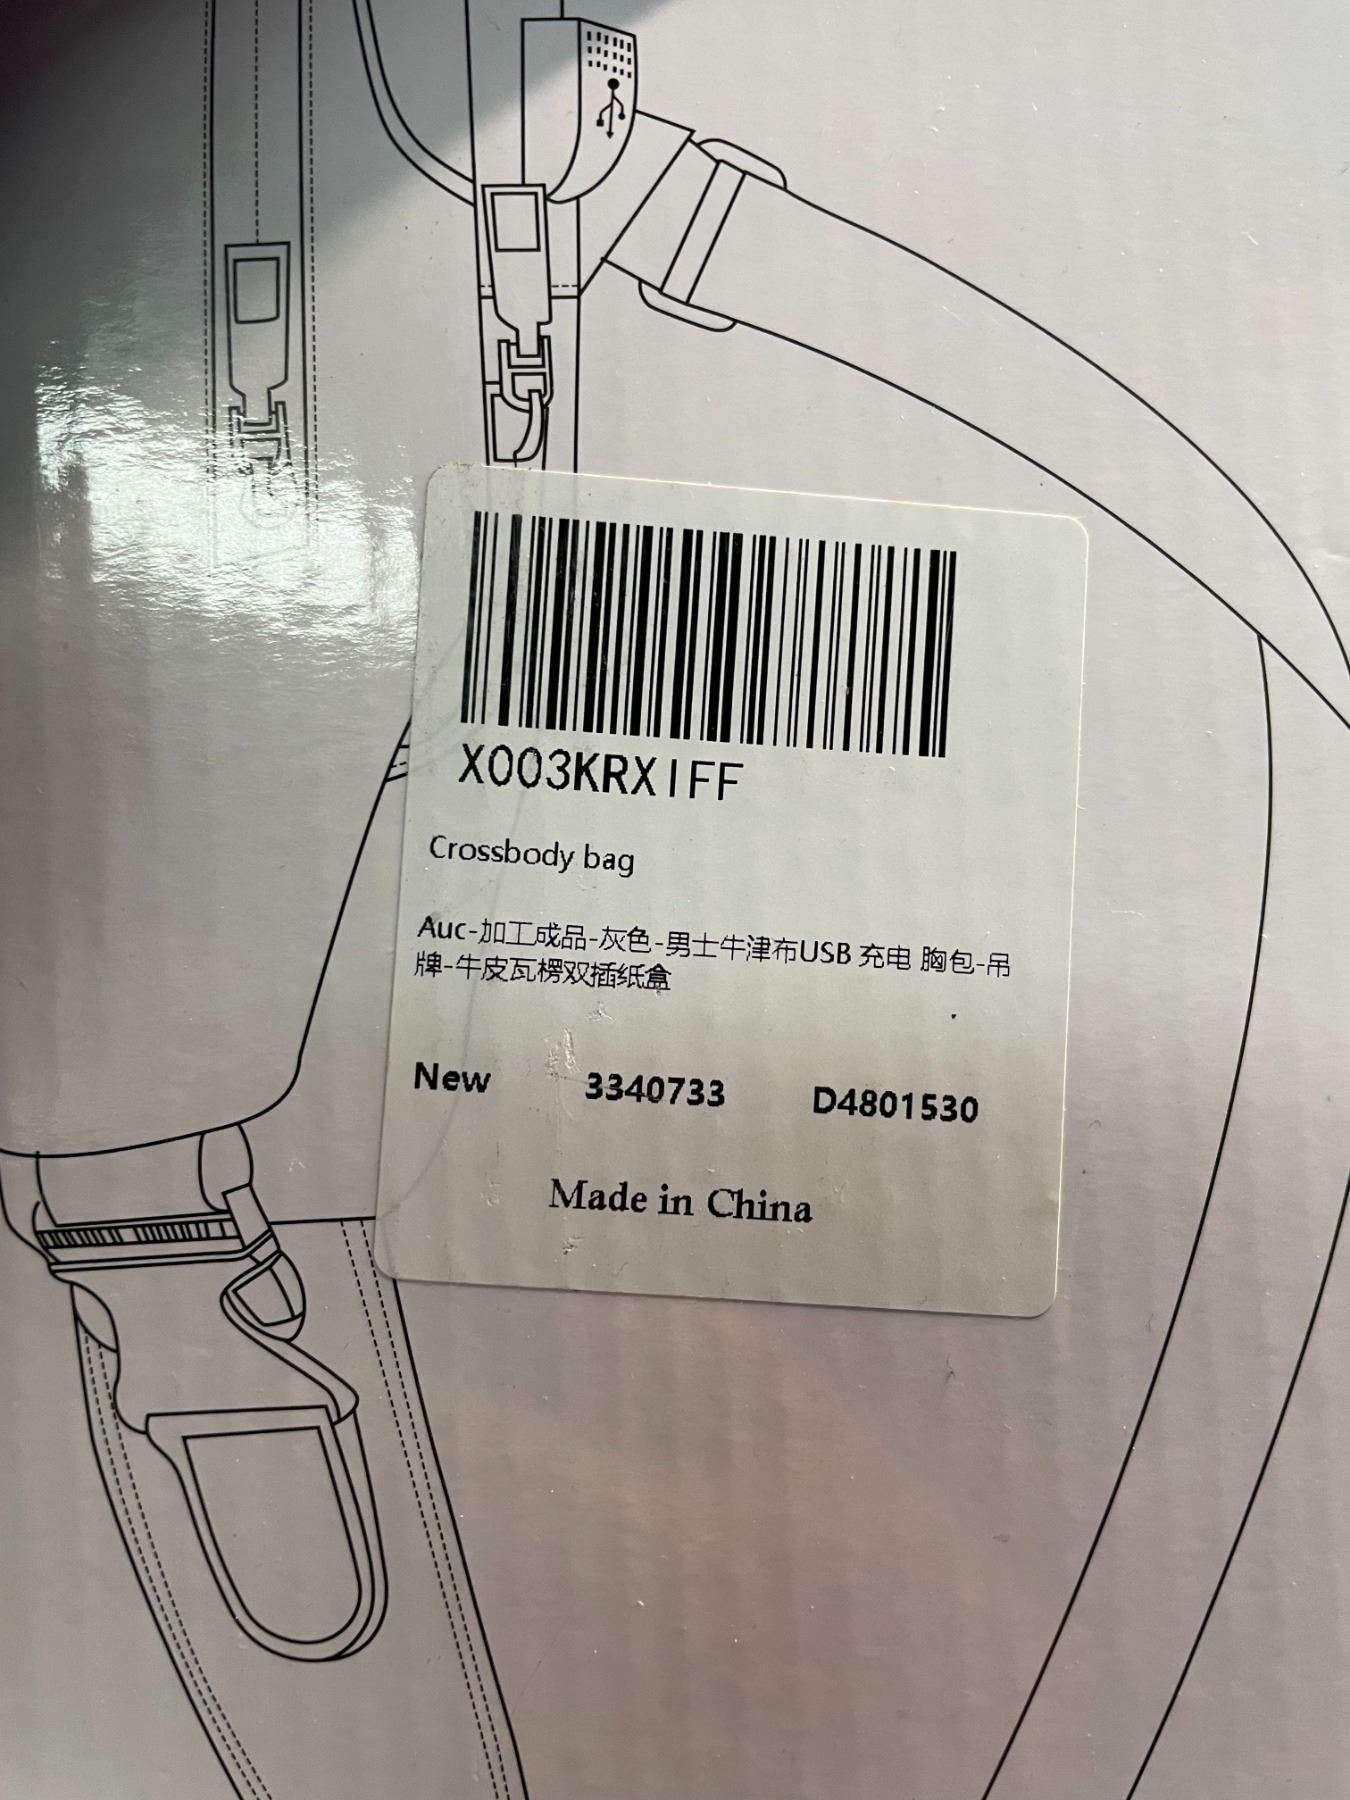 X003KRXIFF
Crossbody bag
Auc-加工成品-灰色-男士牛津布USB 充电 胸包-吊
牌-牛皮瓦楞双插纸盒
New 3340733 D4801530
Made in China